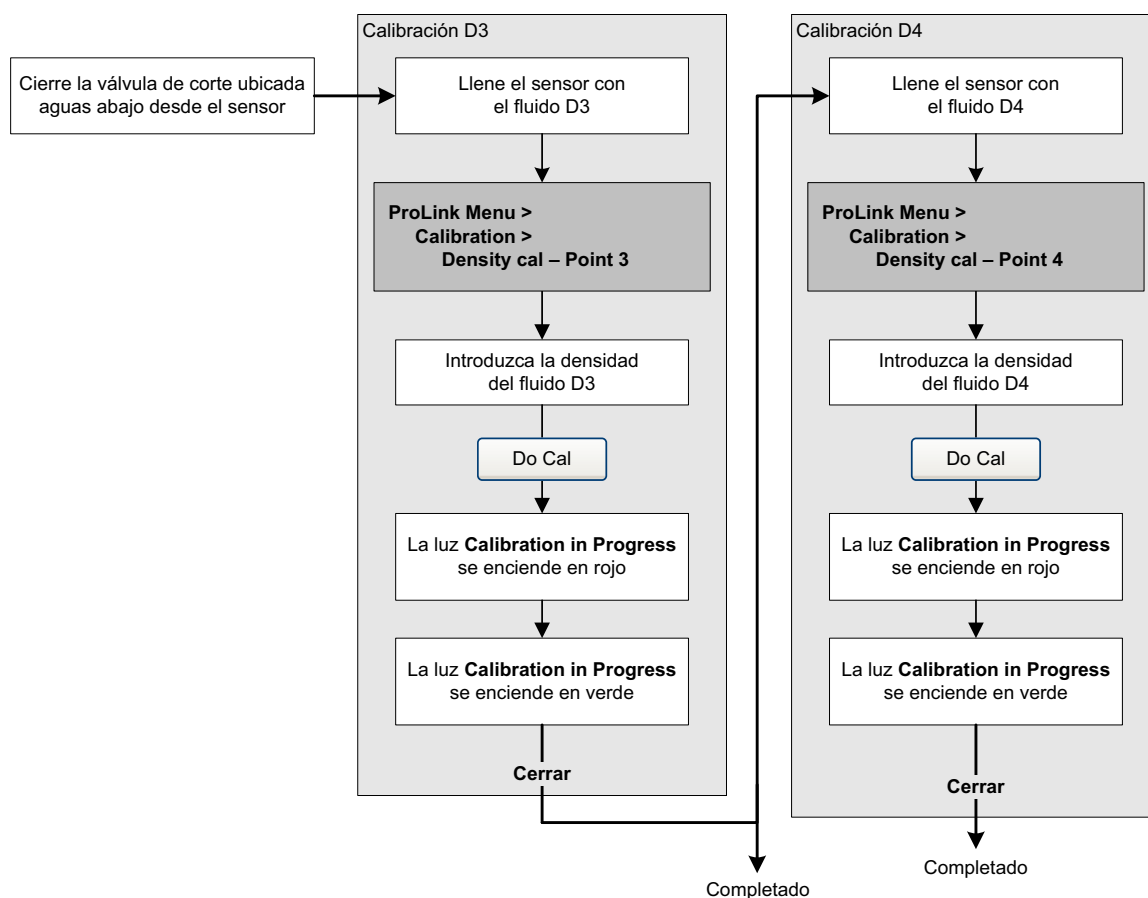 Cierre la válvula de corte ubicada
aguas abajo desde el sensor
Calibración D3
Llene el sensor con
el fluido D3
ProLink Menu >
Calibration >
Density cal – Point 3
Introduzca la densidad
del fluido D3
Do Cal
La luz Calibration in Progress
se enciende en rojo
La luz Calibration in Progress
se enciende en verde
Cerrar
Completado
Calibración D4
Llene el sensor con
el fluido D4
ProLink Menu >
Calibration >
Density cal – Point 4
Introduzca la densidad
del fluido D4
Do Cal
La luz Calibration in Progress
se enciende en rojo
La luz Calibration in Progress
se enciende en verde
Cerrar
Completado